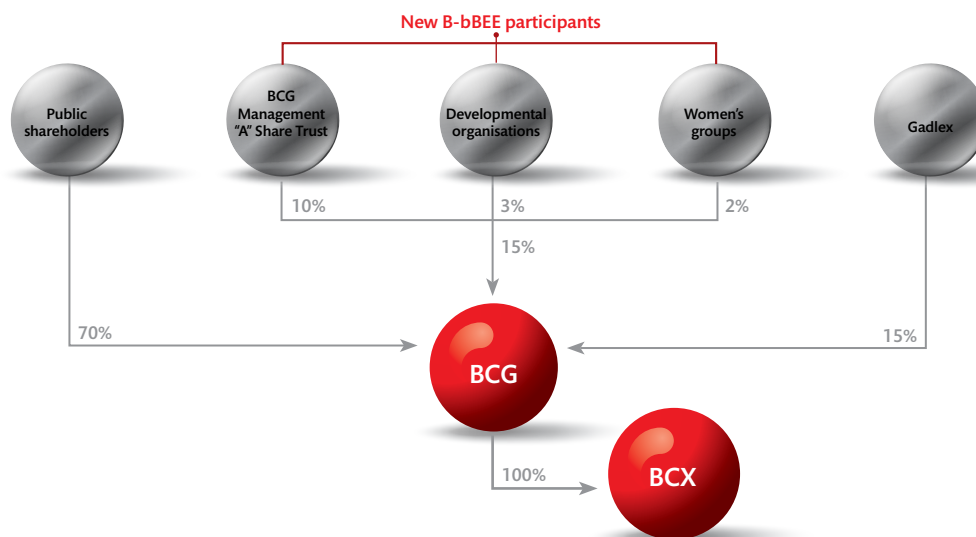 New B-bBEE participants
Public
shareholders
BCG
Management
"A" Share Trust
Developmental
organisations
Women's
groups
Gadlex
10%
3%
2%
15%
70%
15%
BCG
100%
BCX